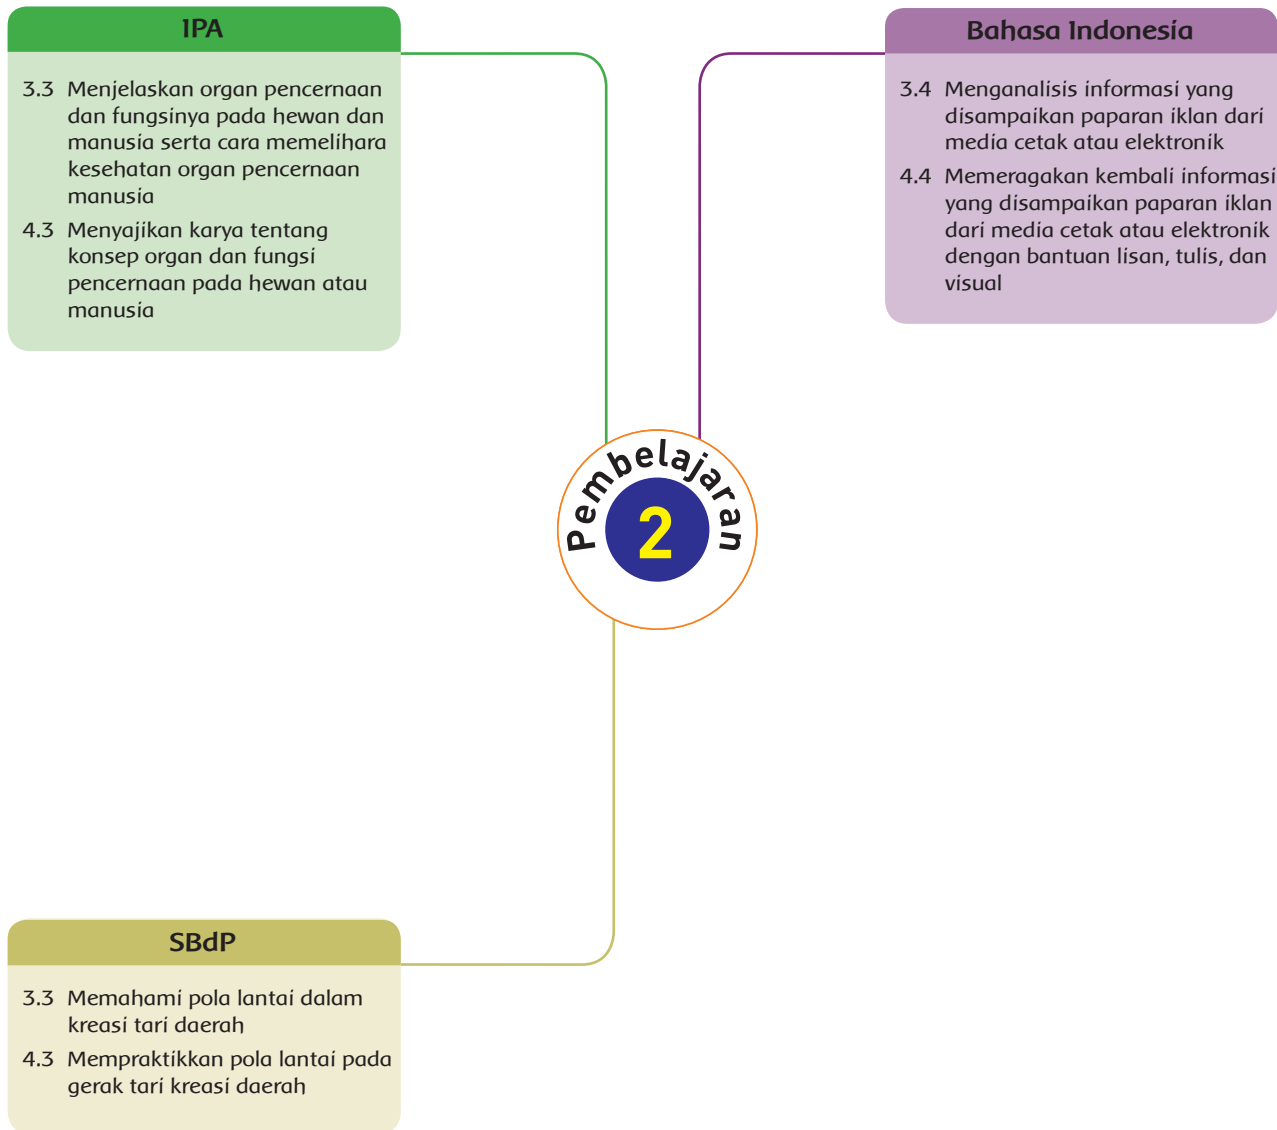 IPA
3.3 Menjelaskan organ pencernaan
dan fungsinya pada hewan dan
manusia serta cara memelihara
kesehatan organ pencernaan
manusia
4.3 Menyajikan karya tentang
konsep organ dan fungsi
pencernaan pada hewan atau
manusia
Bahasa Indonesia
3.4 Menganalisis informasi yang
disampaikan paparan iklan dari
media cetak atau elektronik
4.4 Memeragakan kembali informasi
yang disampaikan paparan iklan
dari media cetak atau elektronik
dengan bantuan lisan, tulis, dan
visual
Pembelajaran
2
SBdP
3.3 Memahami pola lantai dalam
kreasi tari daerah
4.3 Mempraktikkan pola lantai pada
gerak tari kreasi daerah